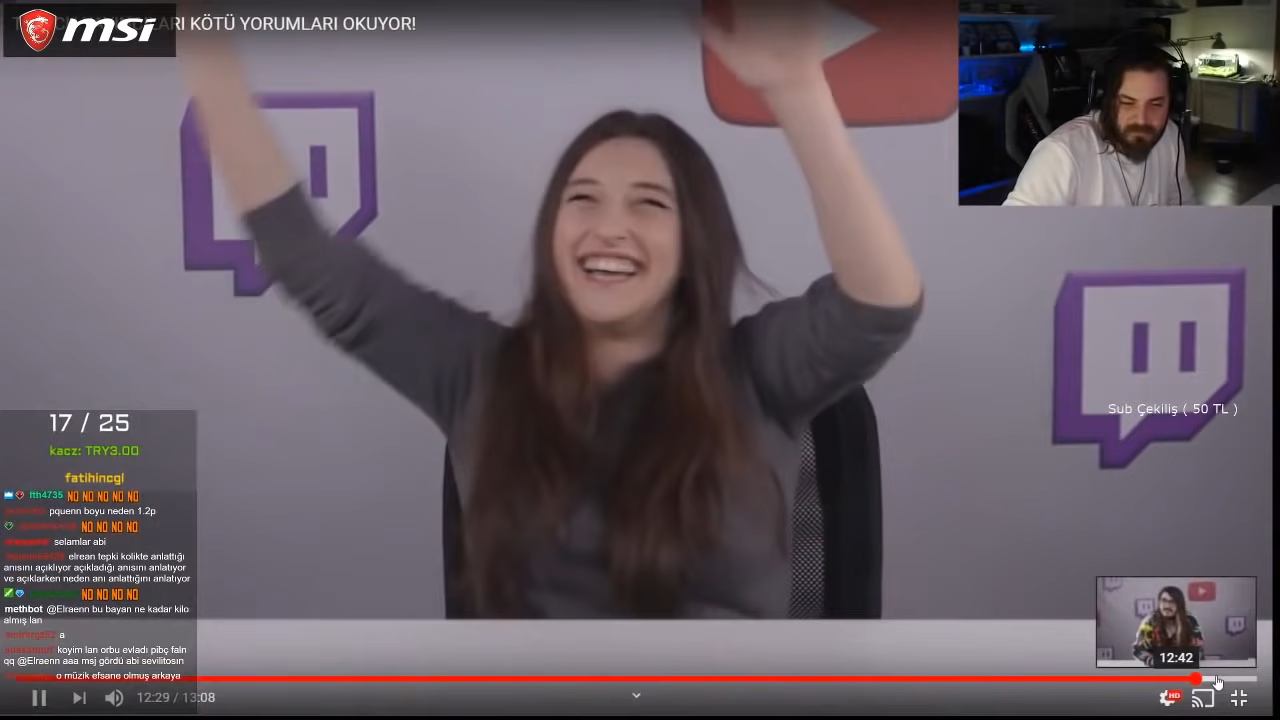 msi
ARI KÖTÜ YORUMLARI OKUYOR!
Sub Çekiliş ( 50 TL )
17 / 25
kacz: TRY3.00
fatihincgl
fth4735 NO NO NO NO NO
pquenn boyu neden 1.2p
NO NO NO NO
selamlar abi
elrean tepki kolikte anlattığı
anısını açıklıyor açıkladığı anısını anlatıyor
ve açıklarken neden anı anlattığını anlatıyor
NO NO NO NO
methbot @Elraenn bu bayan ne kadar kilo
almış lan
a
koyim lan orbu evladı pibç faln
qq @Elraenn aaa msj gördü abi sevilitosın
o müzik efsane olmuş arkaya
12:42
12:29 / 13:08
HD